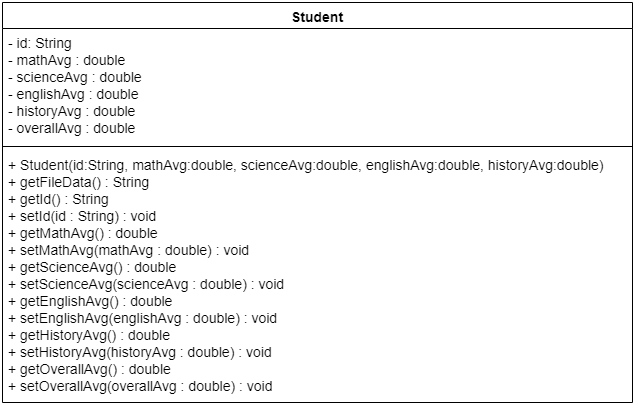 Student
- id: String
- mathAvg : double
- scienceAvg : double
- englishAvg : double
- historyAvg : double
- overallAvg : double
+ Student(id:String, mathAvg:double, scienceAvg:double, englishAvg:double, historyAvg:double)
+ getFileData() : String
+ getId() : String
+ setId(id : String) : void
+ getMathAvg() : double
+ setMathAvg(mathAvg : double) : void
+ getScienceAvg() : double
+ setScienceAvg(scienceAvg : double) : void
+ getEnglishAvg() : double
+ setEnglishAvg(englishAvg : double) : void
+ getHistoryAvg() : double
+ setHistoryAvg(historyAvg : double) : void
+ getOverallAvg() : double
+ setOverallAvg(overallAvg : double) : void